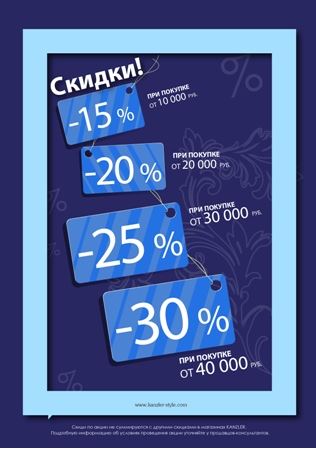 Скидки!
-15 %
ПРИ ПОКУПКЕ
ОТ 10 000 РУБ.
-20 %
ПРИ ПОКУПКЕ
ОТ 20 000 РУБ.
-25 %
ПРИ ПОКУПКЕ
ОТ 30 000 РУБ.
-30 %
ПРИ ПОКУПКЕ
ОТ 40 000 РУБ.
www.kanzler-style.com
Скидки по акции не суммируются с другими скидками в магазинах KANZLER.
Подробную информацию об условиях проведения акции уточняйте у продавцов-консультантов.